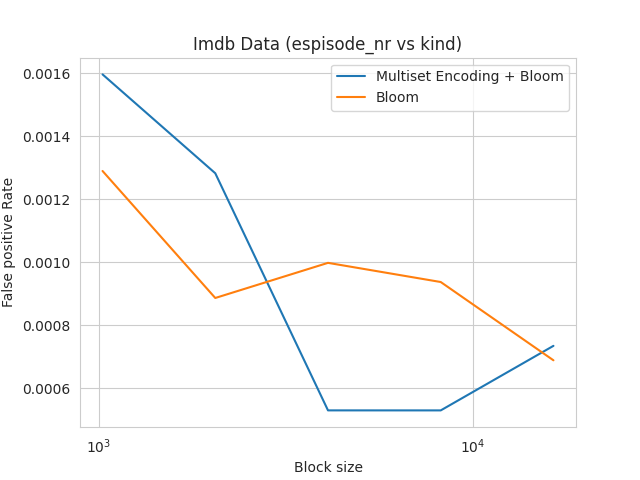 Imdb Data (espisode_nr vs kind)
Multiset Encoding + Bloom
Bloom
False positive Rate
0.0016
0.0014
0.0012
0.0010
0.0008
0.0006
10³
10⁴
Block size